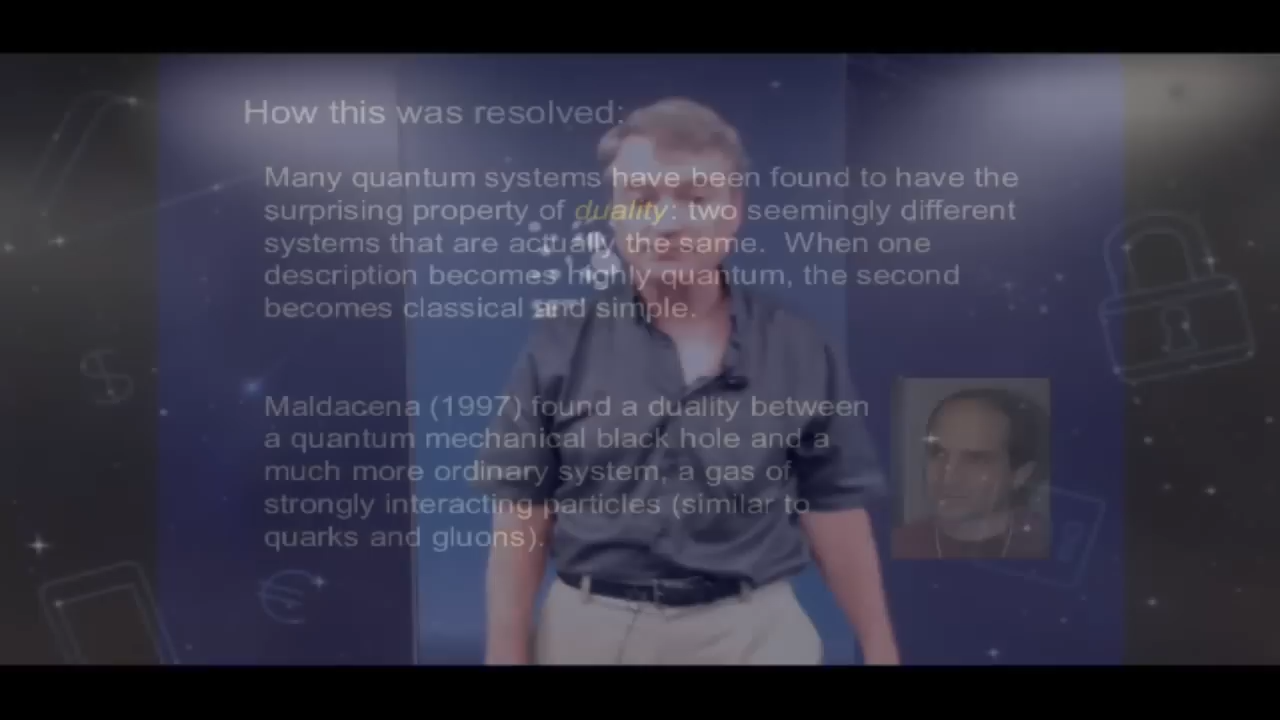 How this was resolved:
Many quantum systems have been found to have the
surprising property of duality: two seemingly different
systems that are actually the same. When one
description becomes highly quantum, the second
becomes classical and simple.
Maldacena (1997) found a duality between
a quantum mechanical black hole and a
much more ordinary system, a gas of
strongly interacting particles (similar to
quarks and gluons).